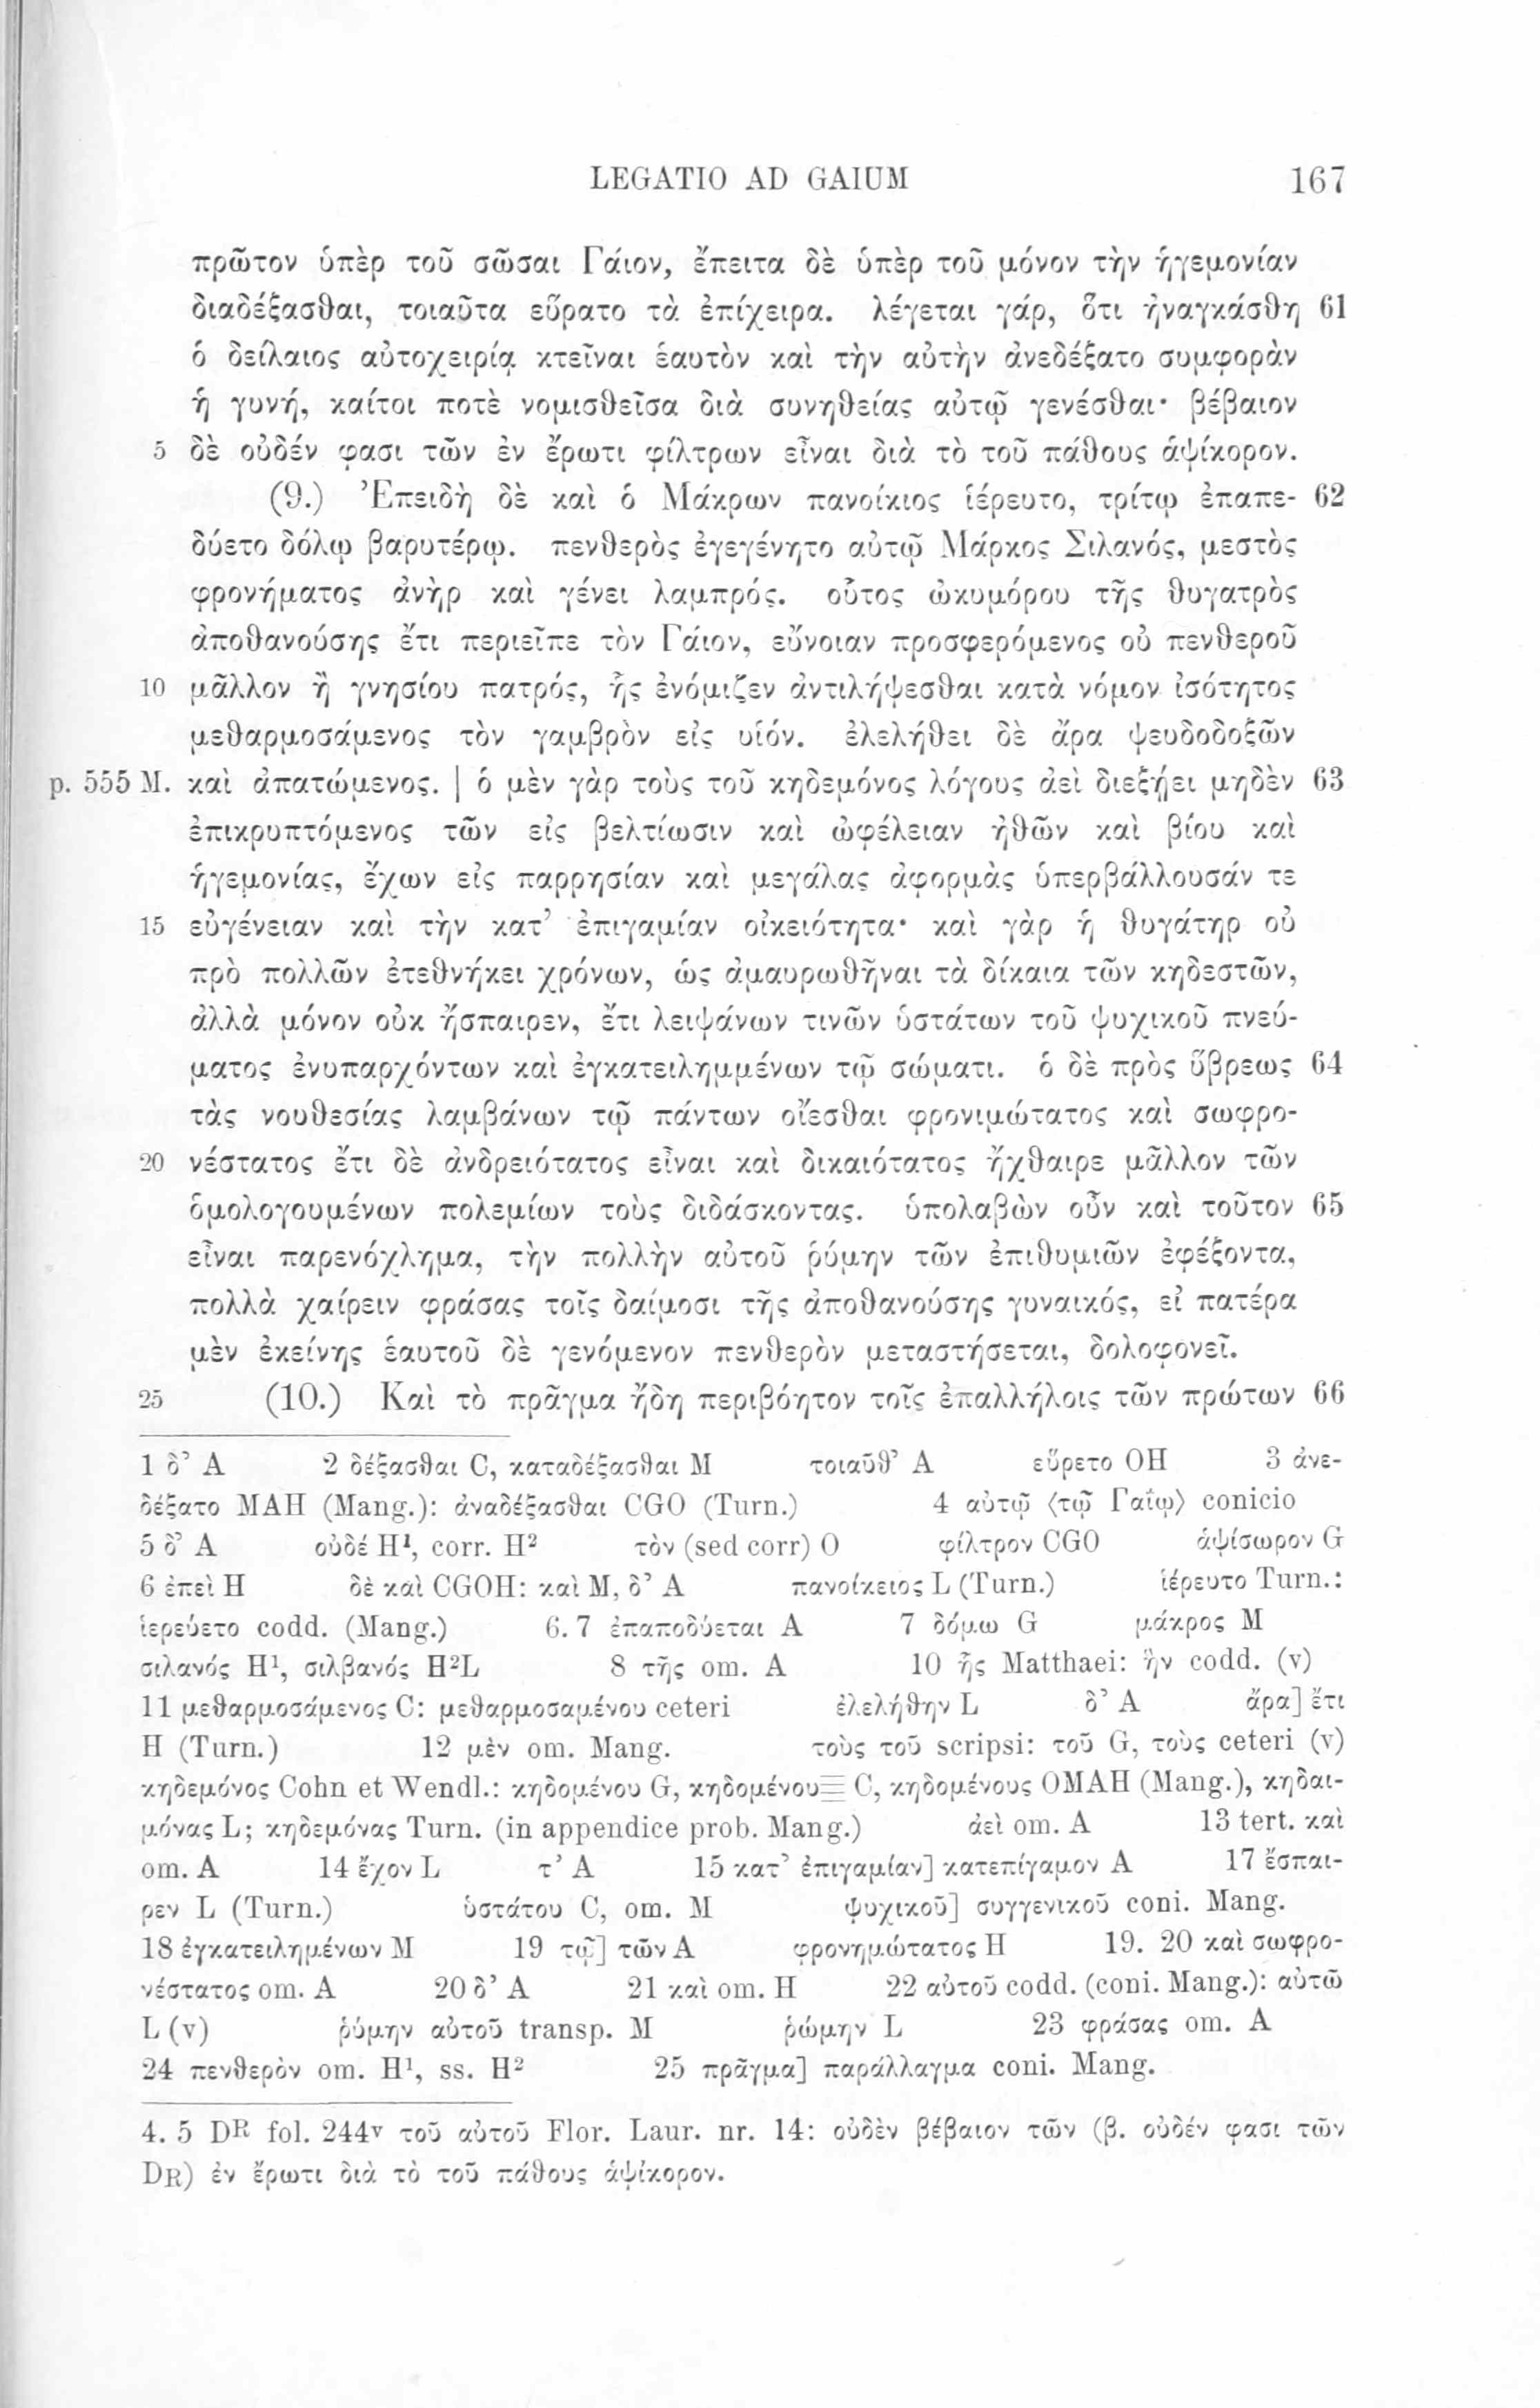 LEGATIO AD GAIUM 167
πρῶτον ὑπὲρ τοῦ σῶσαι Γάιον, ἔπειτα δὲ ὑπὲρ τοῦ μόνον τὴν ἡγεμονίαν
διαδέξασθαι, τοιαῦτα εὕρατο τὰ ἐπίχειρα. λέγεται γάρ, ὅτι ἠναγκάσθη 61
ὁ δείλαιος αὐτοχειρίᾳ κτεῖναι ἑαυτὸν καὶ τὴν αὐτὴν ἀνεδέξατο συμφορὰν
ἡ γυνή, καίτοι ποτὲ νομισθεῖσα διὰ συνηθείας αὐτῷ γενέσθαι· βέβαιον
5 δὲ οὐδέν φασι τῶν ἐν ἔρωτι φίλτρων εἶναι διὰ τὸ τοῦ πάθους ἁψίκορον.
(9.) Ἐπειδὴ δὲ καὶ ὁ Μάκρων πανοίκιος ἱέρευτο, τρίτῳ ἐπαπε- 62
δύετο δόλῳ βαρυτέρῳ. πενθερὸς ἐγεγένητο αὐτῷ Μάρκος Σιλανός, μεστὸς
φρονήματος ἀνὴρ καὶ γένει λαμπρός. οὗτος ὠκυμόρου τῆς θυγατρὸς
ἀποθανούσης ἔτι περιεῖπε τὸν Γάιον, εὔνοιαν προσφερόμενος οὐ πενθεροῦ
10 μᾶλλον ἢ γνησίου πατρός, ἧς ἐνόμιζεν ἀντιλήψεσθαι κατὰ νόμον ἰσότητος
μεθαρμοσάμενος τὸν γαμβρὸν εἰς υἱόν. ἐλελήθει δὲ ἄρα ψευδοδοξῶν
p. 555 M. καὶ ἀπατώμενος. | ὁ μὲν γὰρ τοὺς τοῦ κηδεμόνος λόγους ἀεὶ διεξῄει μηδὲν 63
ἐπικρυπτόμενος τῶν εἰς βελτίωσιν καὶ ὠφέλειαν ἠθῶν καὶ βίου καὶ
ἡγεμονίας, ἔχων εἰς παρρησίαν καὶ μεγάλας ἀφορμὰς ὑπερβάλλουσάν τε
15 εὐγένειαν καὶ τὴν κατ’ ἐπιγαμίαν οἰκειότητα· καὶ γὰρ ἡ θυγάτηρ οὐ
πρὸ πολλῶν ἐτεθνήκει χρόνων, ὡς ἀμαυρωθῆναι τὰ δίκαια τῶν κηδεστῶν,
ἀλλὰ μόνον οὐκ ἤσπαιρεν, ἔτι λειψάνων τινῶν ὑστάτων τοῦ ψυχικοῦ πνεύ-
ματος ἐνυπαρχόντων καὶ ἐγκατειλημμένων τῷ σώματι. ὁ δὲ πρὸς ὕβρεως 64
τὰς νουθεσίας λαμβάνων τῷ πάντων οἴεσθαι φρονιμώτατος καὶ σωφρο-
20 νέστατος ἔτι δὲ ἀνδρειότατος εἶναι καὶ δικαιότατος ἤχθαιρε μᾶλλον τῶν
ὁμολογουμένων πολεμίων τοὺς διδάσκοντας. ὑπολαβὼν οὖν καὶ τοῦτον 65
εἶναι παρενόχλημα, τὴν πολλὴν αὐτοῦ ῥύμην τῶν ἐπιθυμιῶν ἐφέξοντα,
πολλὰ χαίρειν φράσας τοῖς δαίμοσι τῆς ἀποθανούσης γυναικός, εἰ πατέρα
μὲν ἐκείνης ἑαυτοῦ δὲ γενόμενον πενθερὸν μεταστήσεται, δολοφονεῖ.
25 (10.) Καὶ τὸ πρᾶγμα ἤδη περιβόητον τοῖς ἐπαλλήλοις τῶν πρώτων 66
1 δ’ A 2 δέξασθαι C, καταδέξασθαι M τοιαῦθ’ A εὕρετο OH 3 ἀνε-
δέξατο MAH (Mang.): ἀναδέξασθαι CGO (Turn.) 4 αὐτῷ ⟨τῷ Γαΐῳ⟩ conicio
5 δ’ A οὐδέ H¹, corr. H² τὸν (sed corr) O φίλτρον CGO ἁψίσωρον G
6 ἐπεὶ H δὲ καὶ CGOH: καὶ M, δ’ A πανοίκειος L (Turn.) ἱέρευτο Turn.:
ἱερεύετο codd. (Mang.) 6. 7 ἐπαποδύεται A 7 δόμω G μάκρος M
σιλανός H¹, σιλβανός H²L 8 τῆς om. A 10 ἧς Matthaei: ἣν codd. (v)
11 μεθαρμοσάμενος C: μεθαρμοσαμένου ceteri ἐλελήθην L δ’ A ἄρα] ἔτι
H (Turn.) 12 μὲν om. Mang. τοὺς τοῦ scripsi: τοῦ G, τοὺς ceteri (v)
κηδεμόνος Cohn et Wendl.: κηδομένου G, κηδομένου C, κηδομένους OMAH (Mang.), κηδαι-
μόνας L; κηδεμόνας Turn. (in appendice prob. Mang.) ἀεὶ om. A 13 tert. καὶ
om. A 14 ἔχον L τ’ A 15 κατ’ ἐπιγαμίαν] κατεπίγαμον A 17 ἔσπαι-
ρεν L (Turn.) ὑστάτου C, om. M ψυχικοῦ] συγγενικοῦ coni. Mang.
18 ἐγκατειλημένων M 19 τῷ] τῶν A φρονημώτατος H 19. 20 καὶ σωφρο-
νέστατος om. A 20 δ’ A 21 καὶ om. H 22 αὐτοῦ codd. (coni. Mang.): αὐτῶ
L (v) ῥύμην αὐτοῦ transp. M ῥώμην L 23 φράσας om. A
24 πενθερὸν om. H¹, ss. H² 25 πρᾶγμα] παράλλαγμα coni. Mang.
4. 5 Dᴿ fol. 244ᵛ τοῦ αὐτοῦ Flor. Laur. nr. 14: οὐδὲν βέβαιον τῶν (β. οὐδέν φασι τῶν
Dᴿ) ἐν ἔρωτι διὰ τὸ τοῦ πάθους ἁψίκορον.